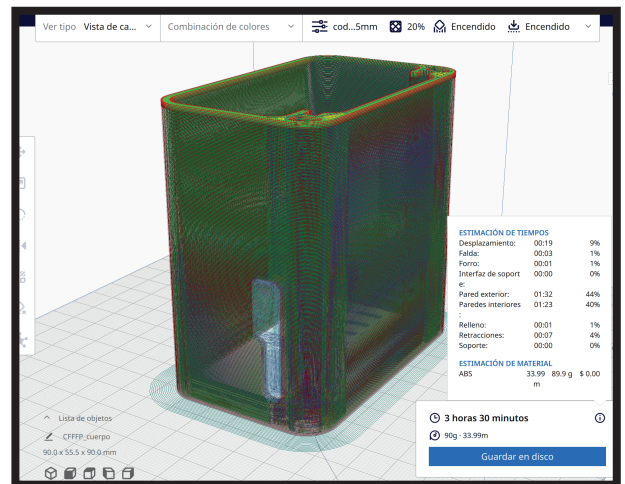 Ver tipo Vista de ca... Combinación de colores cod...5mm 20% Encendido Encendido
ESTIMACIÓN DE TIEMPOS
Desplazamiento: 00:19 9%
Falda: 00:03 1%
Forro: 00:01 1%
Interfaz de soport 00:00 0%
e:
Pared exterior: 01:32 44%
Paredes interiores 01:23 40%
:
Relleno: 00:01 1%
Retracciones: 00:07 4%
Soporte: 00:00 0%
ESTIMACIÓN DE MATERIAL
ABS 33.99 89.9 g $ 0.00
m
Lista de objetos
CFFFP_cuerpo
90.0 x 55.5 x 90.0 mm
3 horas 30 minutos
90g · 33.99m
Guardar en disco